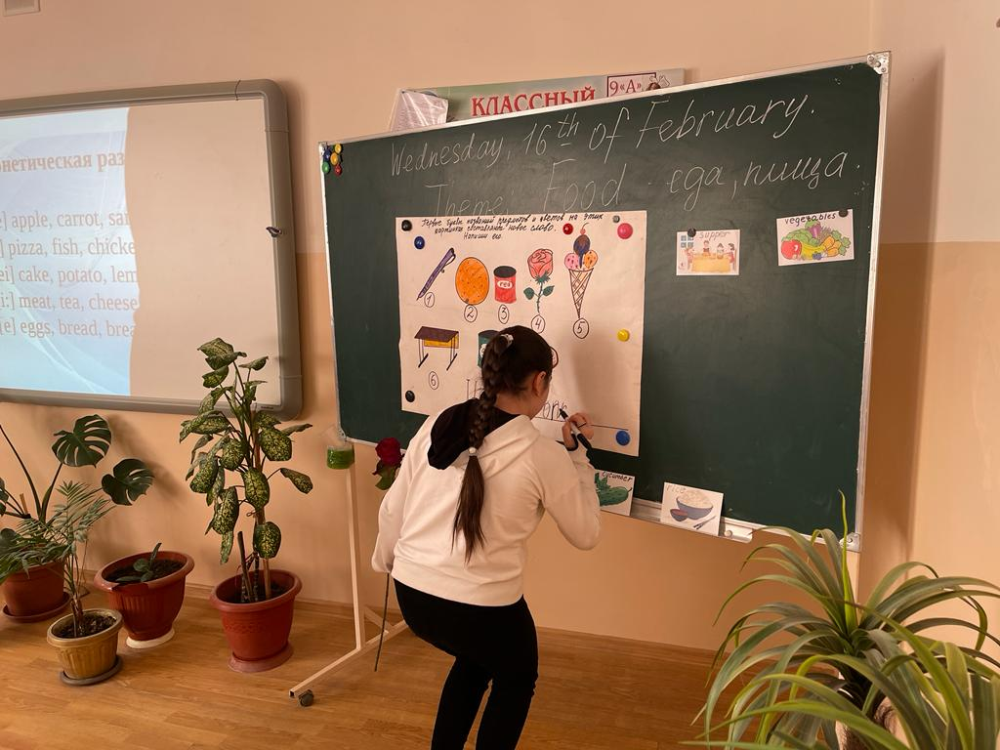 КЛАССНЫЙ
9 «А»
Wednesday, 16th of February.
Theme: Food - еда, пища.
Первые буквы названий предметов и цветов на этих
картинках составляют новое слово.
Напиши его.
1
2
3
4
5
6
supper
vegetables
cucumber
rice
нетическая раз
e] apple, carrot, sa
] pizza, fish, chicke
ei] cake, potato, lem
i:] meat, tea, cheese
e] eggs, bread, brea